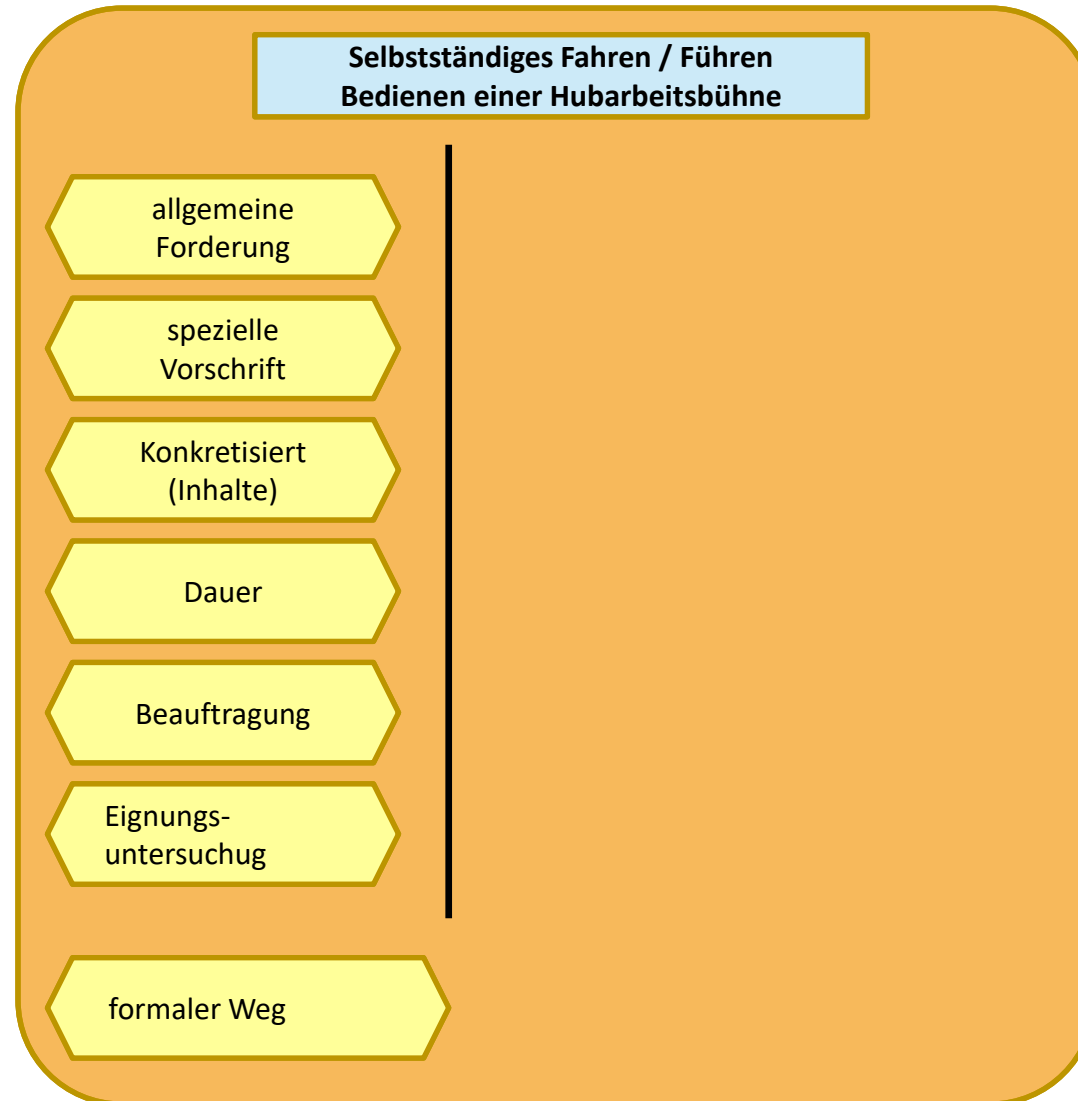 Selbstständiges Fahren / Führen
Bedienen einer Hubarbeitsbühne
allgemeine
Forderung
spezielle
Vorschrift
Konkretisiert
(Inhalte)
Dauer
Beauftragung
Eignungs-
untersuchug
formaler Weg